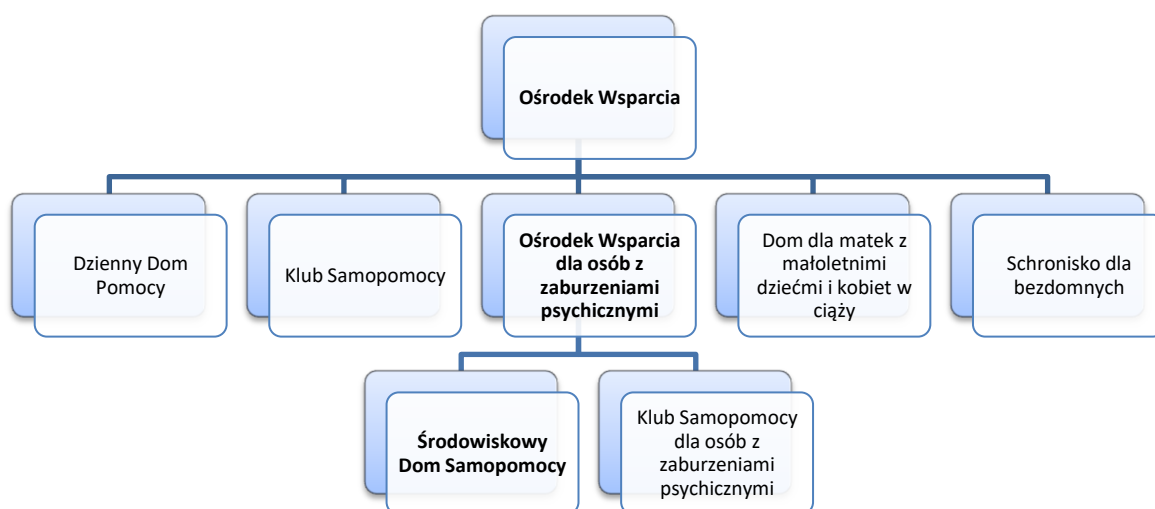 Ośrodek Wsparcia
Dzienny Dom
Pomocy
Klub Samopomocy
Ośrodek Wsparcia
dla osób z
zaburzeniami
psychicznymi
Dom dla matek z
małoletnimi
dziećmi i kobiet w
ciąży
Schronisko dla
bezdomnych
Środowiskowy
Dom Samopomocy
Klub Samopomocy
dla osób z
zaburzeniami
psychicznymi